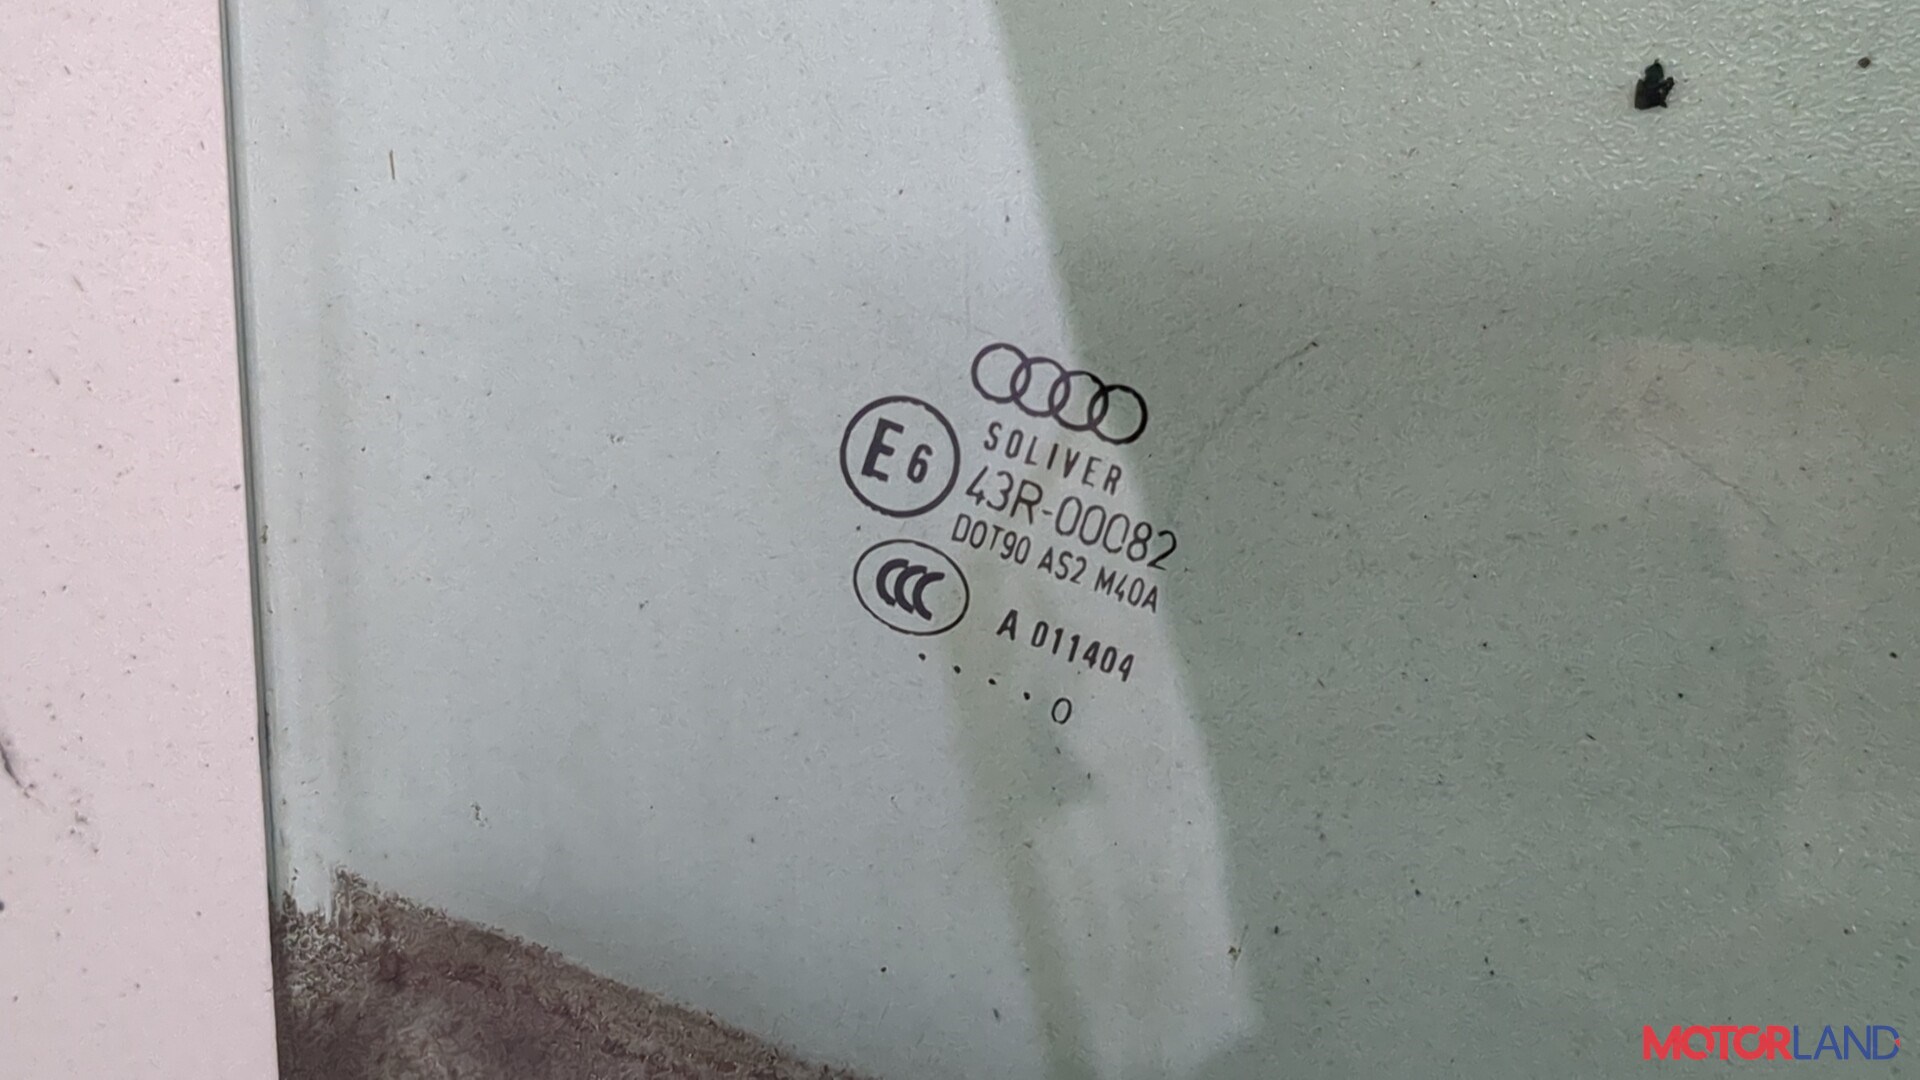 SOLIVER
E6
43R-00082
DOT90 AS2 M40A
CCC
A 011404
. . . . 0
MOTORLAND